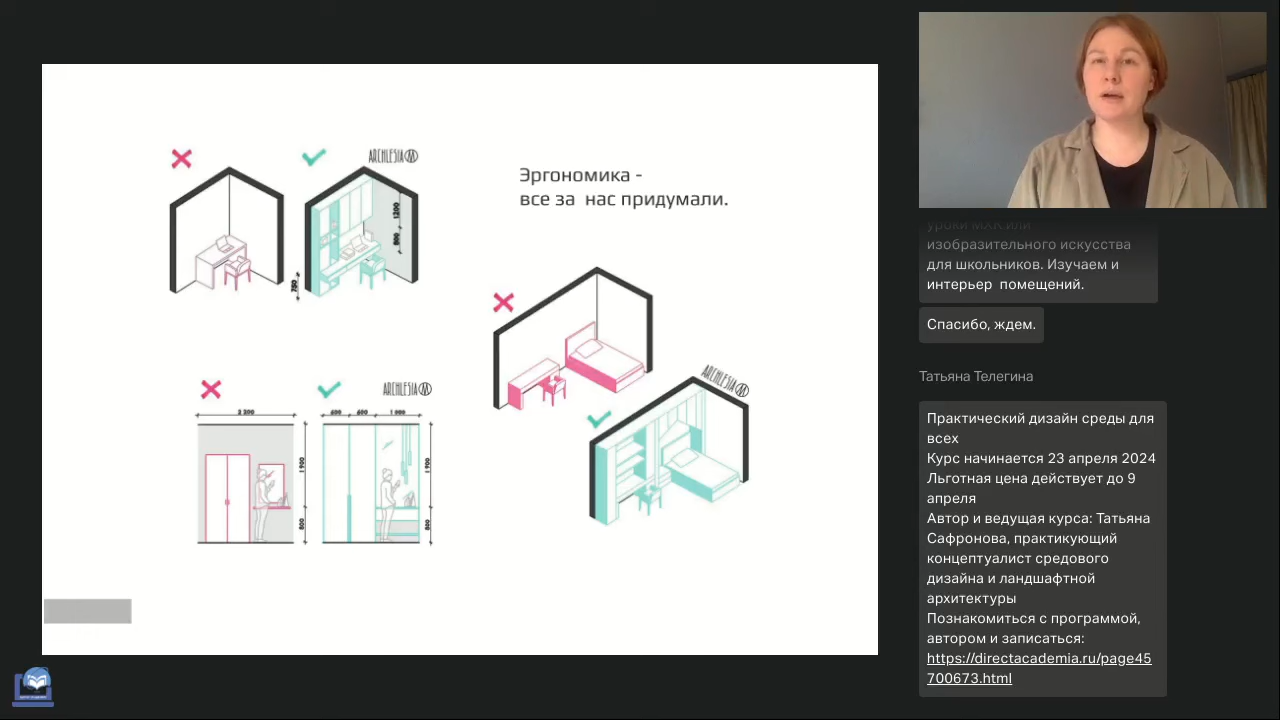 ARCHLESIA
Эргономика -
все за нас придумали.
1200
800
750
ARCHLESIA
ARCHLESIA
2 200
600
600
1 000
1 900
800
1 900
800
уроки МХК или
изобразительного искусства
для школьников. Изучаем и
интерьер помещений.
Спасибо, ждем.
Татьяна Телегина
Практический дизайн среды для
всех
Курс начинается 23 апреля 2024
Льготная цена действует до 9
апреля
Автор и ведущая курса: Татьяна
Сафронова, практикующий
концептуалист средового
дизайна и ландшафтной
архитектуры
Познакомиться с программой,
автором и записаться:
https://directacademia.ru/page45
700673.html